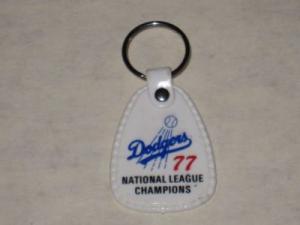 Dodgers
77
NATIONAL LEAGUE
CHAMPIONS